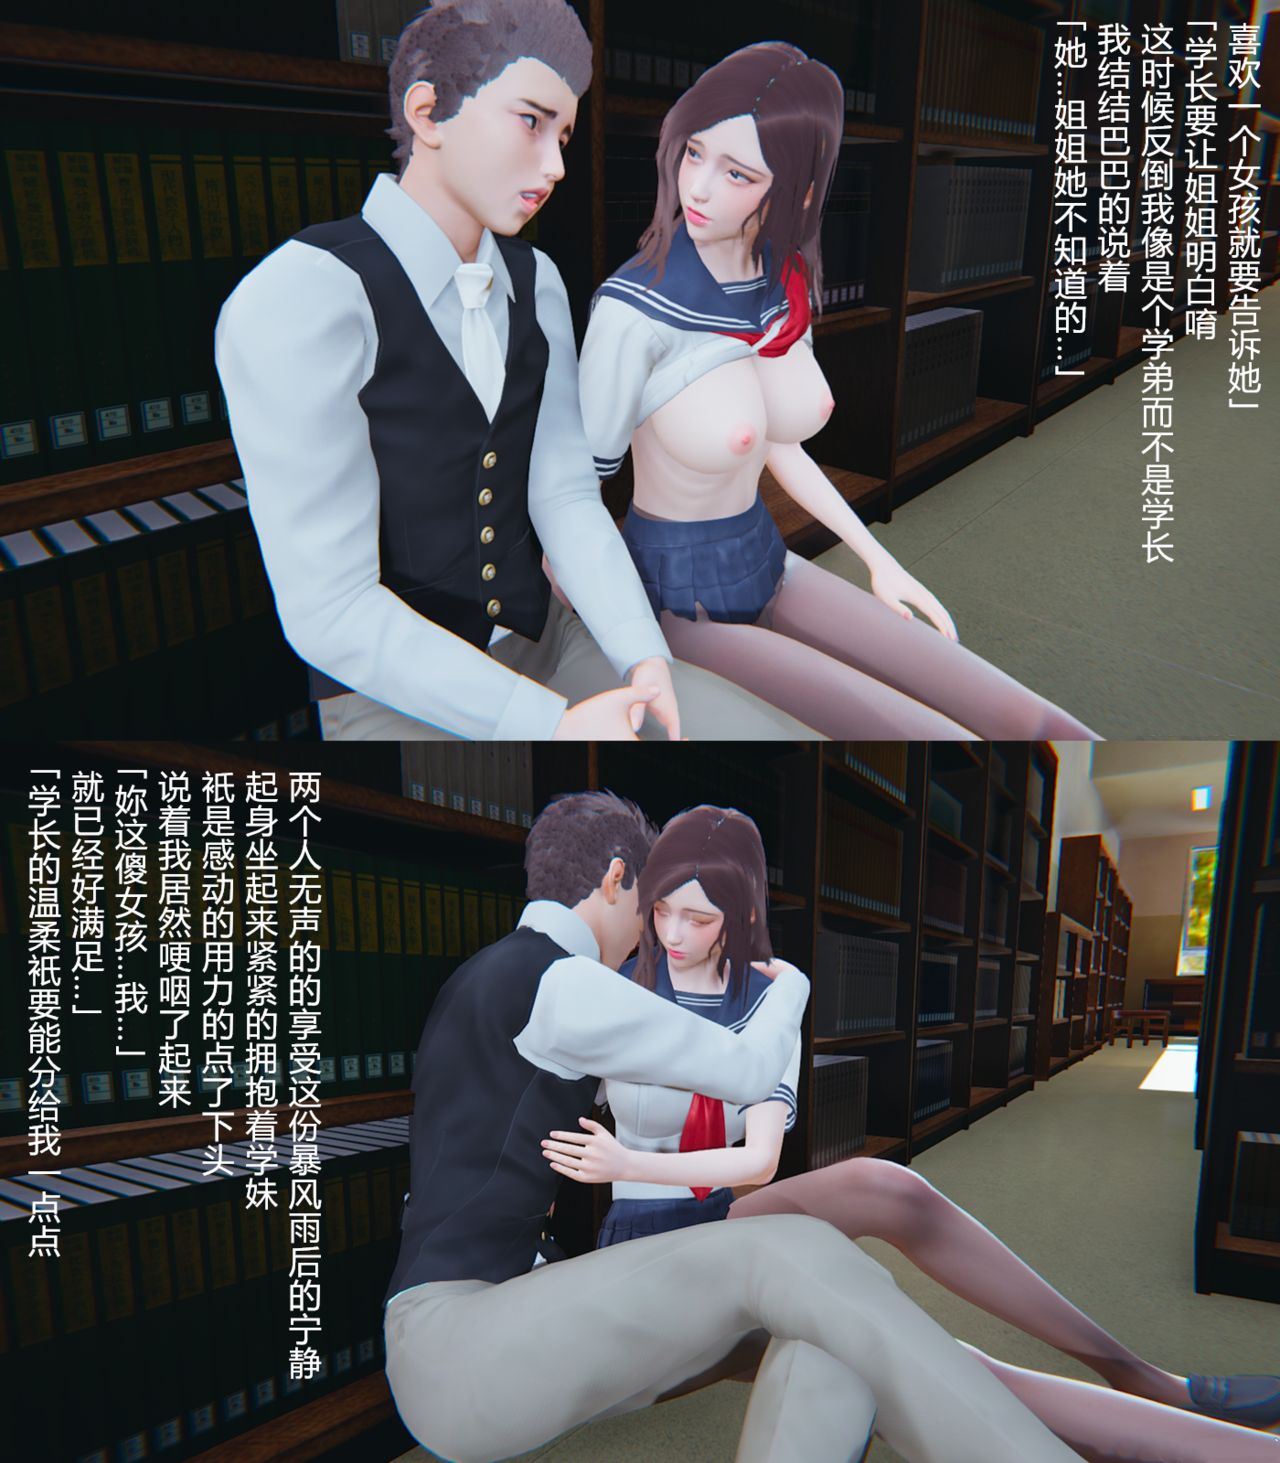 「她…姐姐她不知道的…」
我结结巴巴的说着
这时候反倒我像是个学弟而不是学长
「学长要让姐姐明白唷
喜欢一个女孩就要告诉她」
「学长的温柔祗要能分给我一点点
就已经好满足…」
「妳这傻女孩…我…」
说着我居然哽咽了起来
祗是感动的用力的点了下头
起身坐起来紧紧的拥抱着学妹
两个人无声的的享受这份暴风雨后的宁静